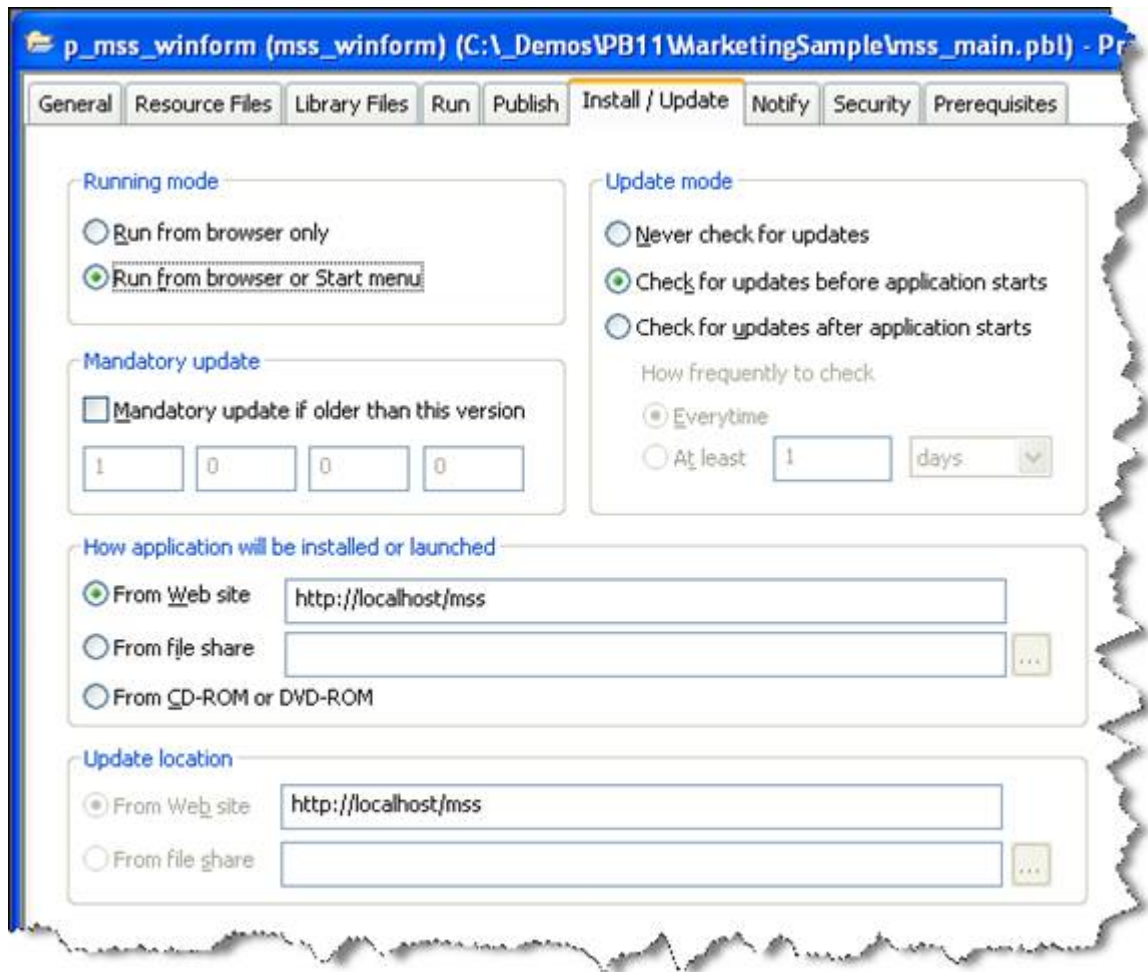 p_mss_winform (mss_winform) (C:\_Demos\PB11\MarketingSample\mss_main.pbl) - Pr
General Resource Files Library Files Run Publish Install / Update Notify Security Prerequisites
Running mode
Run from browser only
Run from browser or Start menu
Update mode
Never check for updates
Check for updates before application starts
Check for updates after application starts
How frequently to check
Everytime
At least 1 days
Mandatory update
Mandatory update if older than this version
1 0 0 0
How application will be installed or launched
From Web site http://localhost/mss
From file share ...
From CD-ROM or DVD-ROM
Update location
From Web site http://localhost/mss
From file share ...